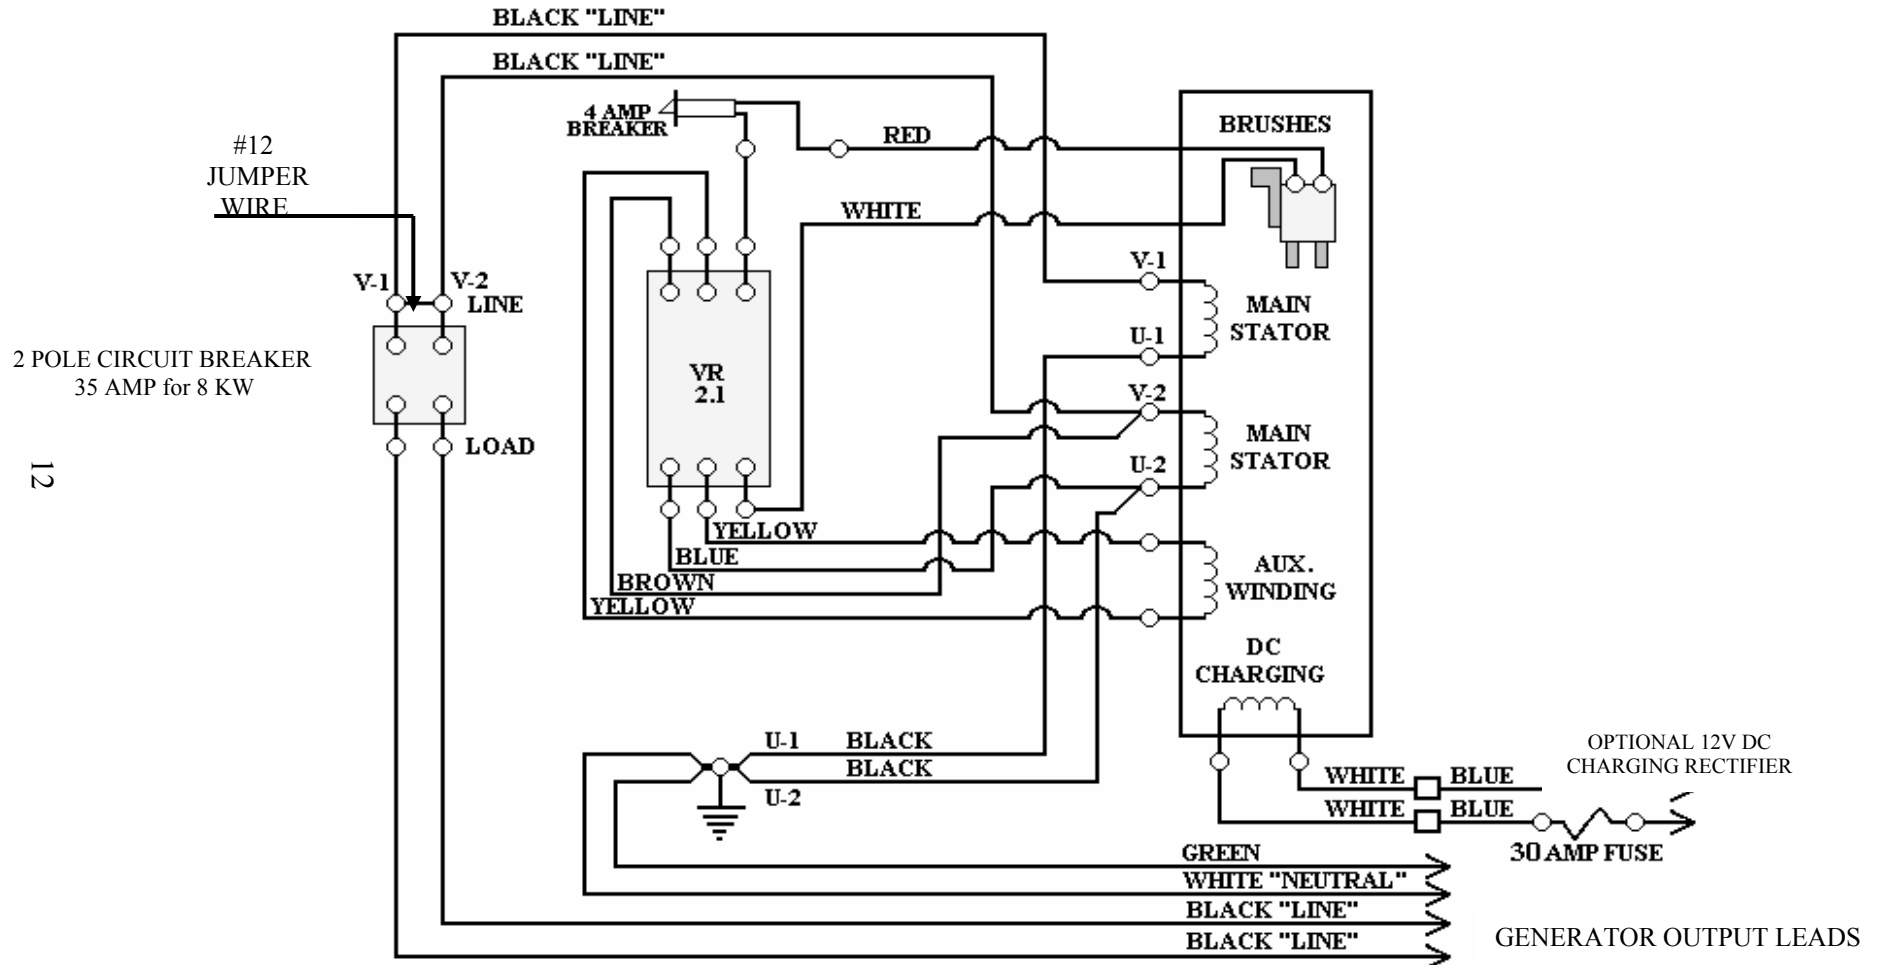 BLACK "LINE"
BLACK "LINE"
4 AMP
BREAKER
RED
BRUSHES
#12
JUMPER
WIRE
WHITE
V-1
V-2
LINE
V-1
MAIN
STATOR
U-1
2 POLE CIRCUIT BREAKER
35 AMP for 8 KW
VR
2.1
V-2
MAIN
STATOR
U-2
LOAD
12
YELLOW
BLUE
BROWN
YELLOW
AUX.
WINDING
DC
CHARGING
U-1 BLACK
BLACK
U-2
OPTIONAL 12V DC
CHARGING RECTIFIER
WHITE BLUE
WHITE BLUE
30 AMP FUSE
GREEN
WHITE "NEUTRAL"
BLACK "LINE"
BLACK "LINE"
GENERATOR OUTPUT LEADS